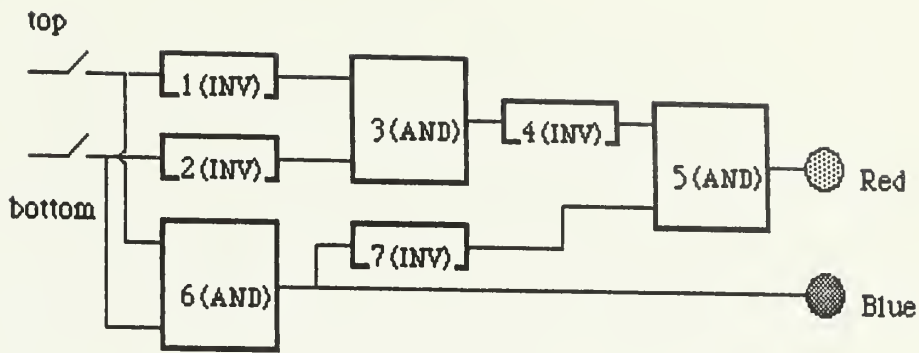 top
1(INV)
3(AND)
4(INV)
2(INV)
5(AND)
Red
bottom
7(INV)
6(AND)
Blue